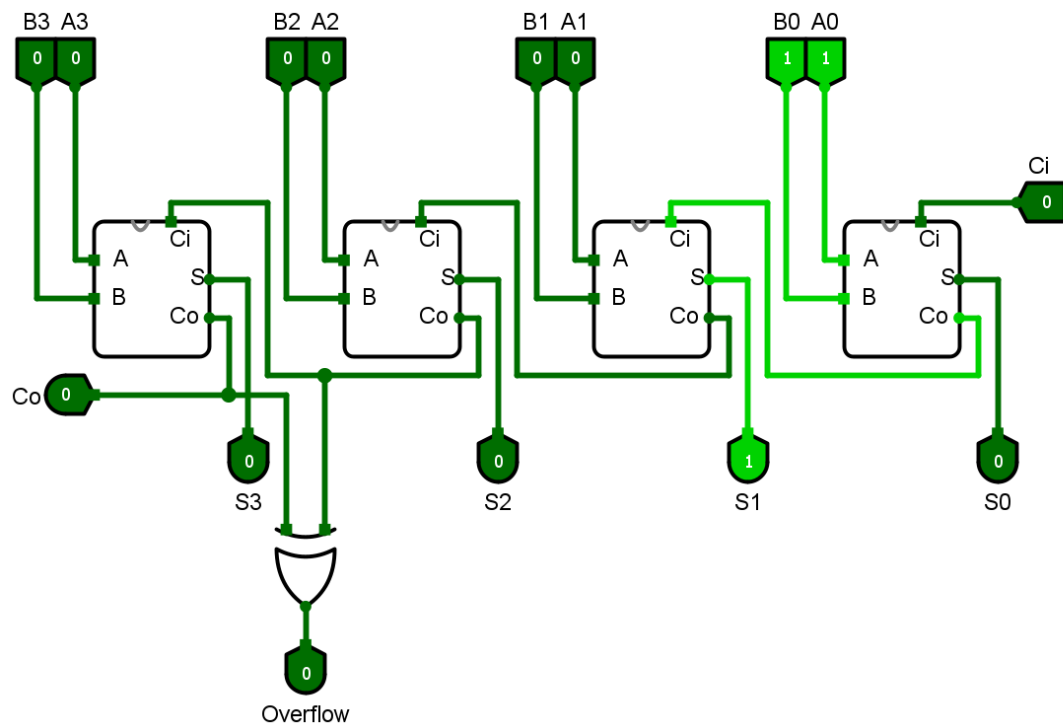 B3 A3 B2 A2 B1 A1 B0 A0
0 0 0 0 0 0 1 1
Ci
0
Ci Ci Ci Ci
A A A A
S S S S
B B B B
Co Co Co Co
Co 0
0 0 1 0
S3 S2 S1 S0
0
Overflow